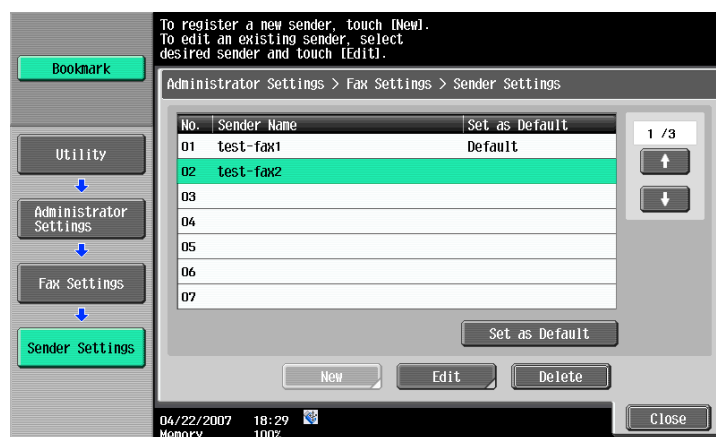 To register a new sender, touch [New].
To edit an existing sender, select
desired sender and touch [Edit].
Bookmark
Administrator Settings > Fax Settings > Sender Settings
No. Sender Name Set as Default
01 test-fax1 Default
02 test-fax2
03
04
05
06
07
1 /3
Utility
Administrator
Settings
Fax Settings
Sender Settings
Set as Default
New Edit Delete
04/22/2007 18:29
Memory 100%
Close